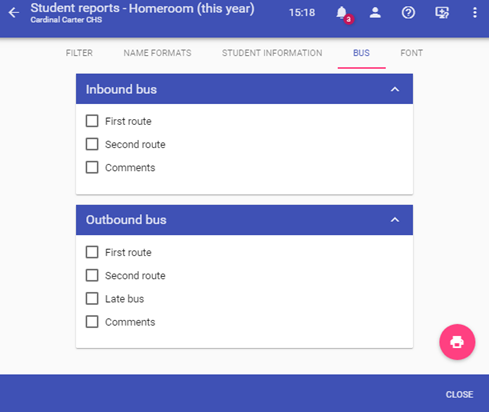 Student reports - Homeroom (this year)
Cardinal Carter CHS
15:18
3
FILTER
NAME FORMATS
STUDENT INFORMATION
BUS
FONT
Inbound bus
First route
Second route
Comments
Outbound bus
First route
Second route
Late bus
Comments
CLOSE